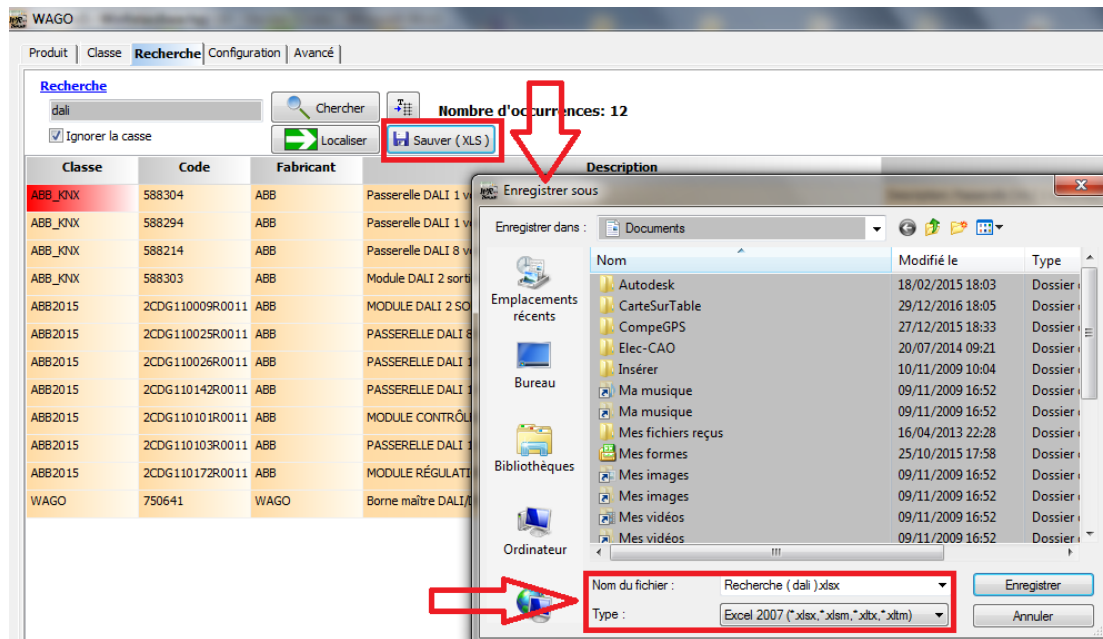 WAGO
Produit Classe Recherche Configuration Avancé
Recherche
dali
Chercher
Nombre d'occurrences: 12
Ignorer la casse
Localiser
Sauver ( XLS )
Classe Code Fabricant Description
ABB_KNX 588304 ABB Passerelle DALI 1 v
ABB_KNX 588294 ABB Passerelle DALI 1 v
ABB_KNX 588214 ABB Passerelle DALI 8 v
ABB_KNX 588303 ABB Module DALI 2 sorti
ABB2015 2CDG110009R0011 ABB MODULE DALI 2 SO
ABB2015 2CDG110025R0011 ABB PASSERELLE DALI 8
ABB2015 2CDG110026R0011 ABB PASSERELLE DALI 1
ABB2015 2CDG110142R0011 ABB PASSERELLE DALI 1
ABB2015 2CDG110101R0011 ABB MODULE CONTRÔL
ABB2015 2CDG110103R0011 ABB PASSERELLE DALI 1
ABB2015 2CDG110172R0011 ABB MODULE RÉGULATI
WAGO 750641 WAGO Borne maître DALI/
Enregistrer sous
Enregistrer dans : Documents
Nom Modifié le Type
Autodesk 18/02/2015 18:03 Dossier
CarteSurTable 29/12/2016 18:05 Dossier
CompeGPS 27/12/2015 18:33 Dossier
Elec-CAO 20/07/2014 09:21 Dossier
Insérer 10/11/2009 10:04 Dossier
Ma musique 09/11/2009 16:52 Dossier
Ma musique 09/11/2009 16:52 Dossier
Mes fichiers reçus 16/04/2013 22:28 Dossier
Mes formes 25/10/2015 17:58 Dossier
Mes images 09/11/2009 16:52 Dossier
Mes images 09/11/2009 16:52 Dossier
Mes vidéos 09/11/2009 16:52 Dossier
Mes vidéos 09/11/2009 16:52 Dossier
Emplacements
récents
Bureau
Bibliothèques
Ordinateur
Nom du fichier : Recherche ( dali ).xlsx Enregistrer
Type : Excel 2007 (*.xlsx,*.xlsm,*.xltx,*.xltm) Annuler